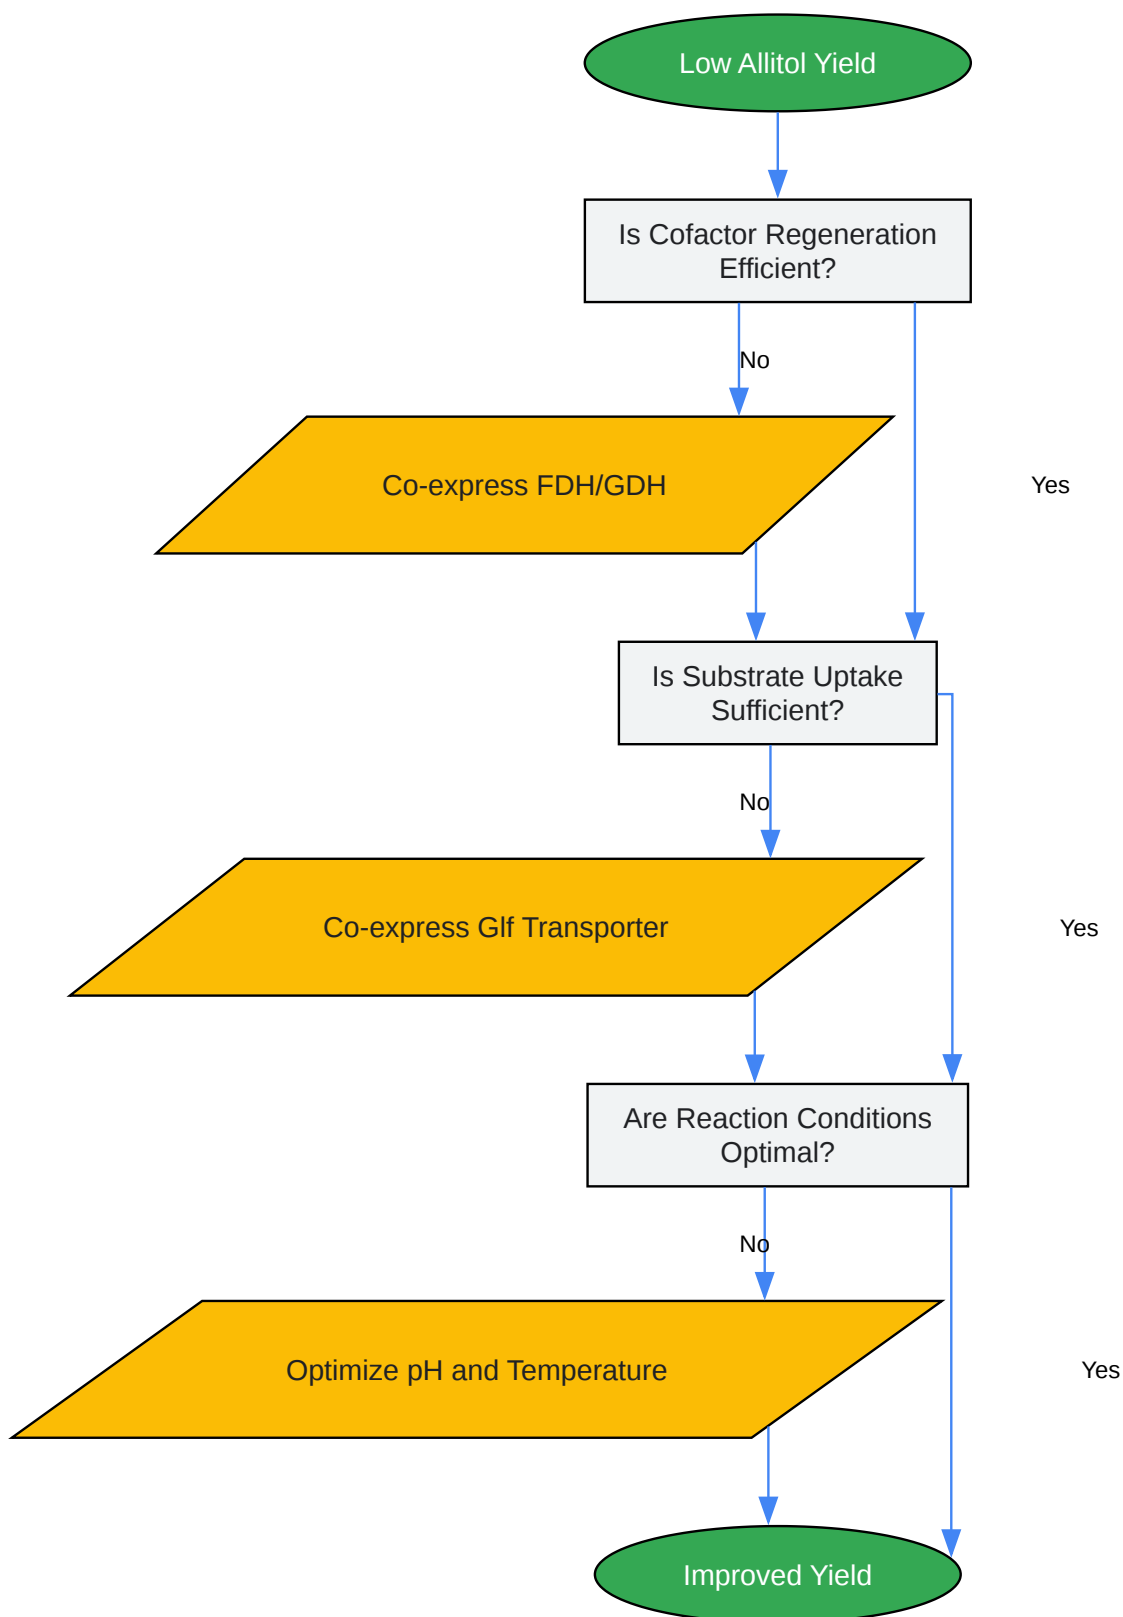 Low Allitol Yield
Is Cofactor Regeneration
Efficient?
No
Co-express FDH/GDH
Yes
Is Substrate Uptake
Sufficient?
No
Co-express Glf Transporter
Yes
Are Reaction Conditions
Optimal?
No
Optimize pH and Temperature
Yes
Improved Yield